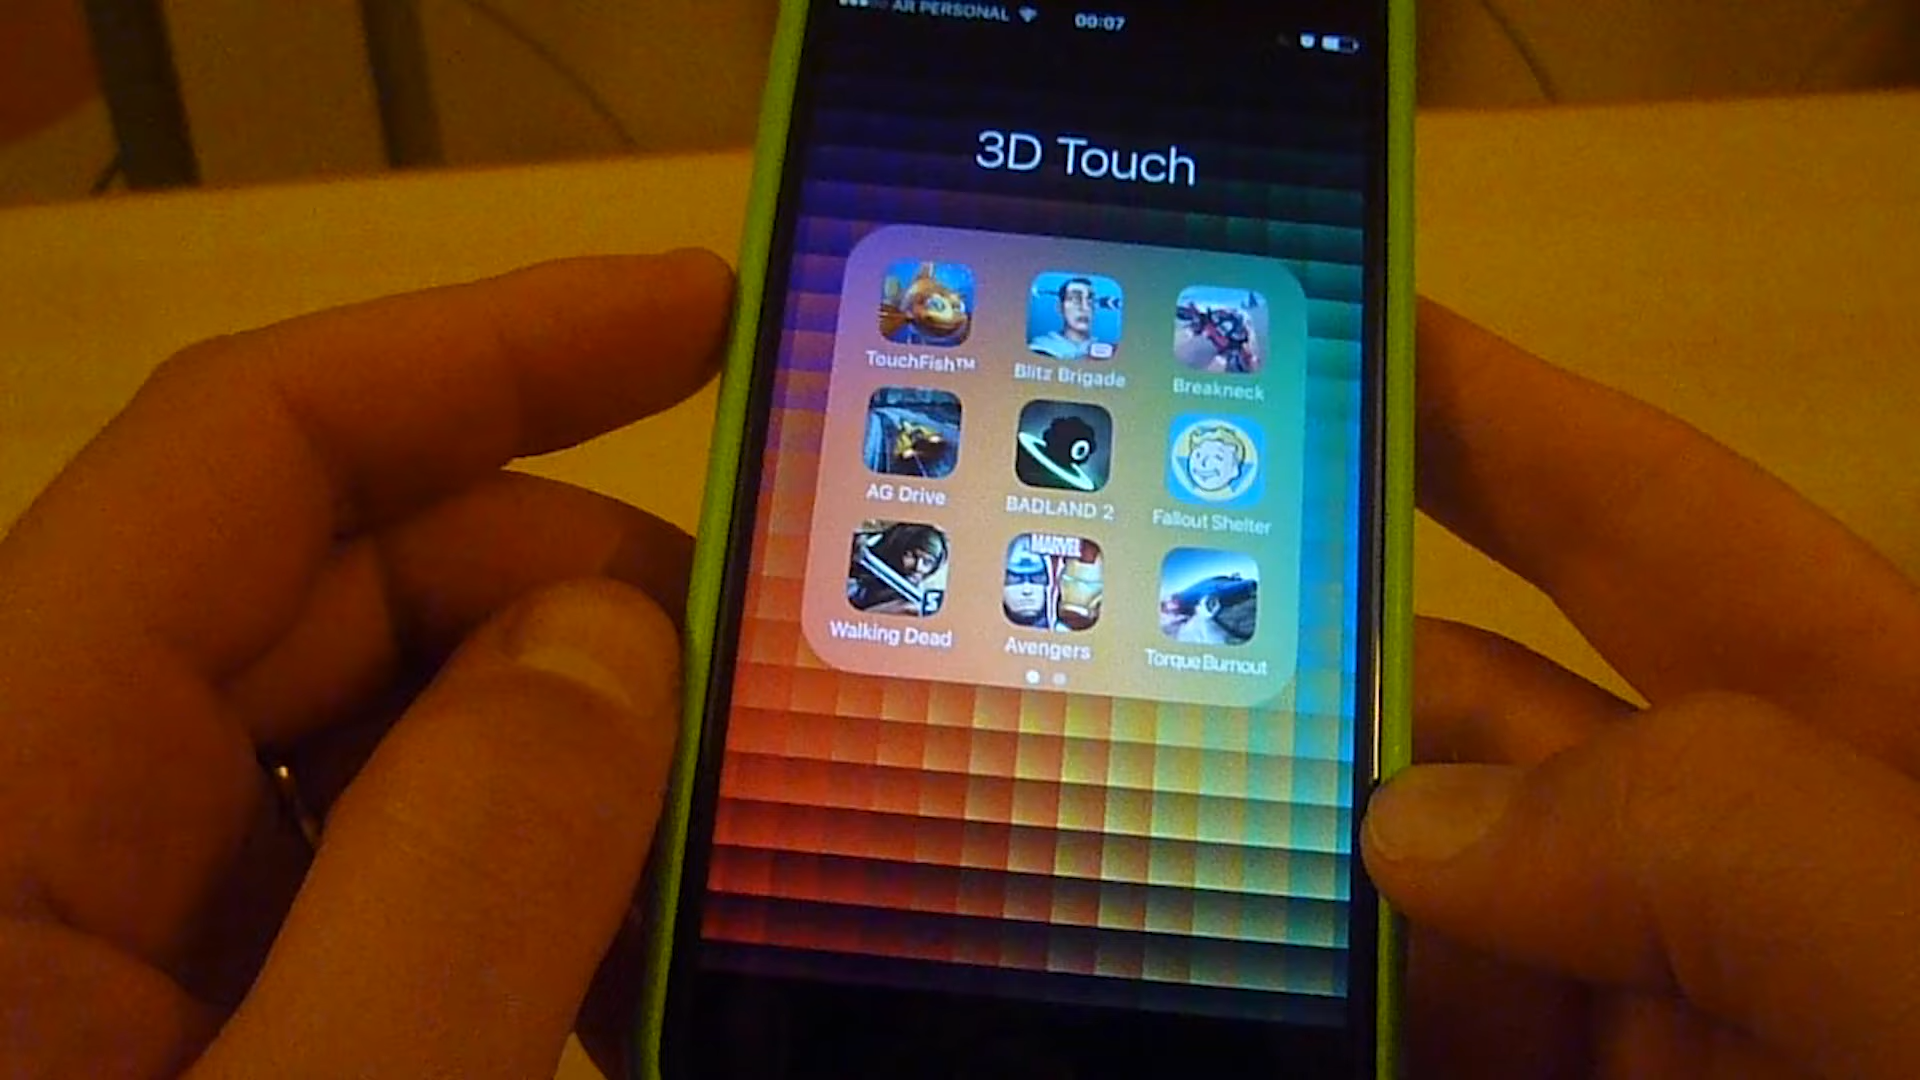 AR PERSONAL 00:07
3D Touch
TouchFish™ Blitz Brigade Breakneck
AG Drive BADLAND 2 Fallout Shelter
MARVEL
Walking Dead Avengers Torque Burnout